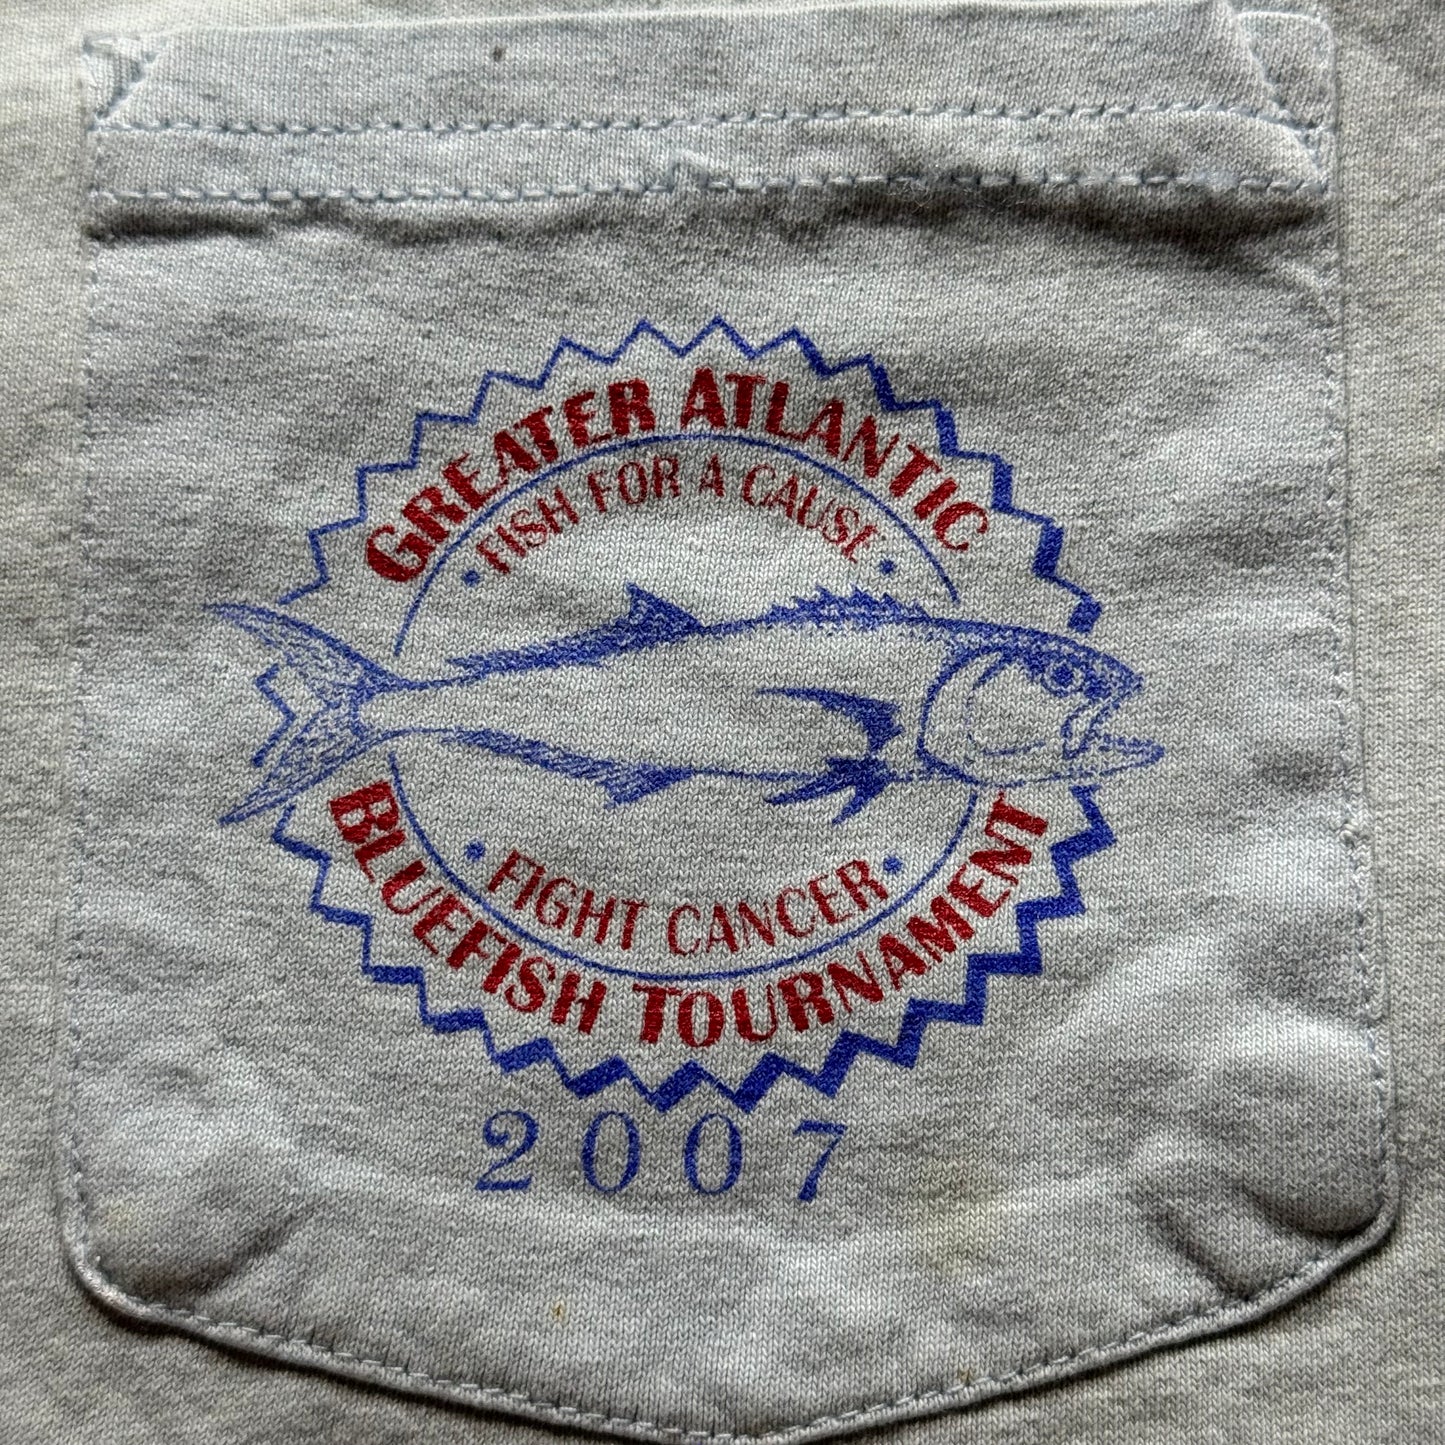 GREATER ATLANTIC
FISH FOR A CAUSE
FIGHT CANCER
BLUEFISH TOURNAMENT
2007